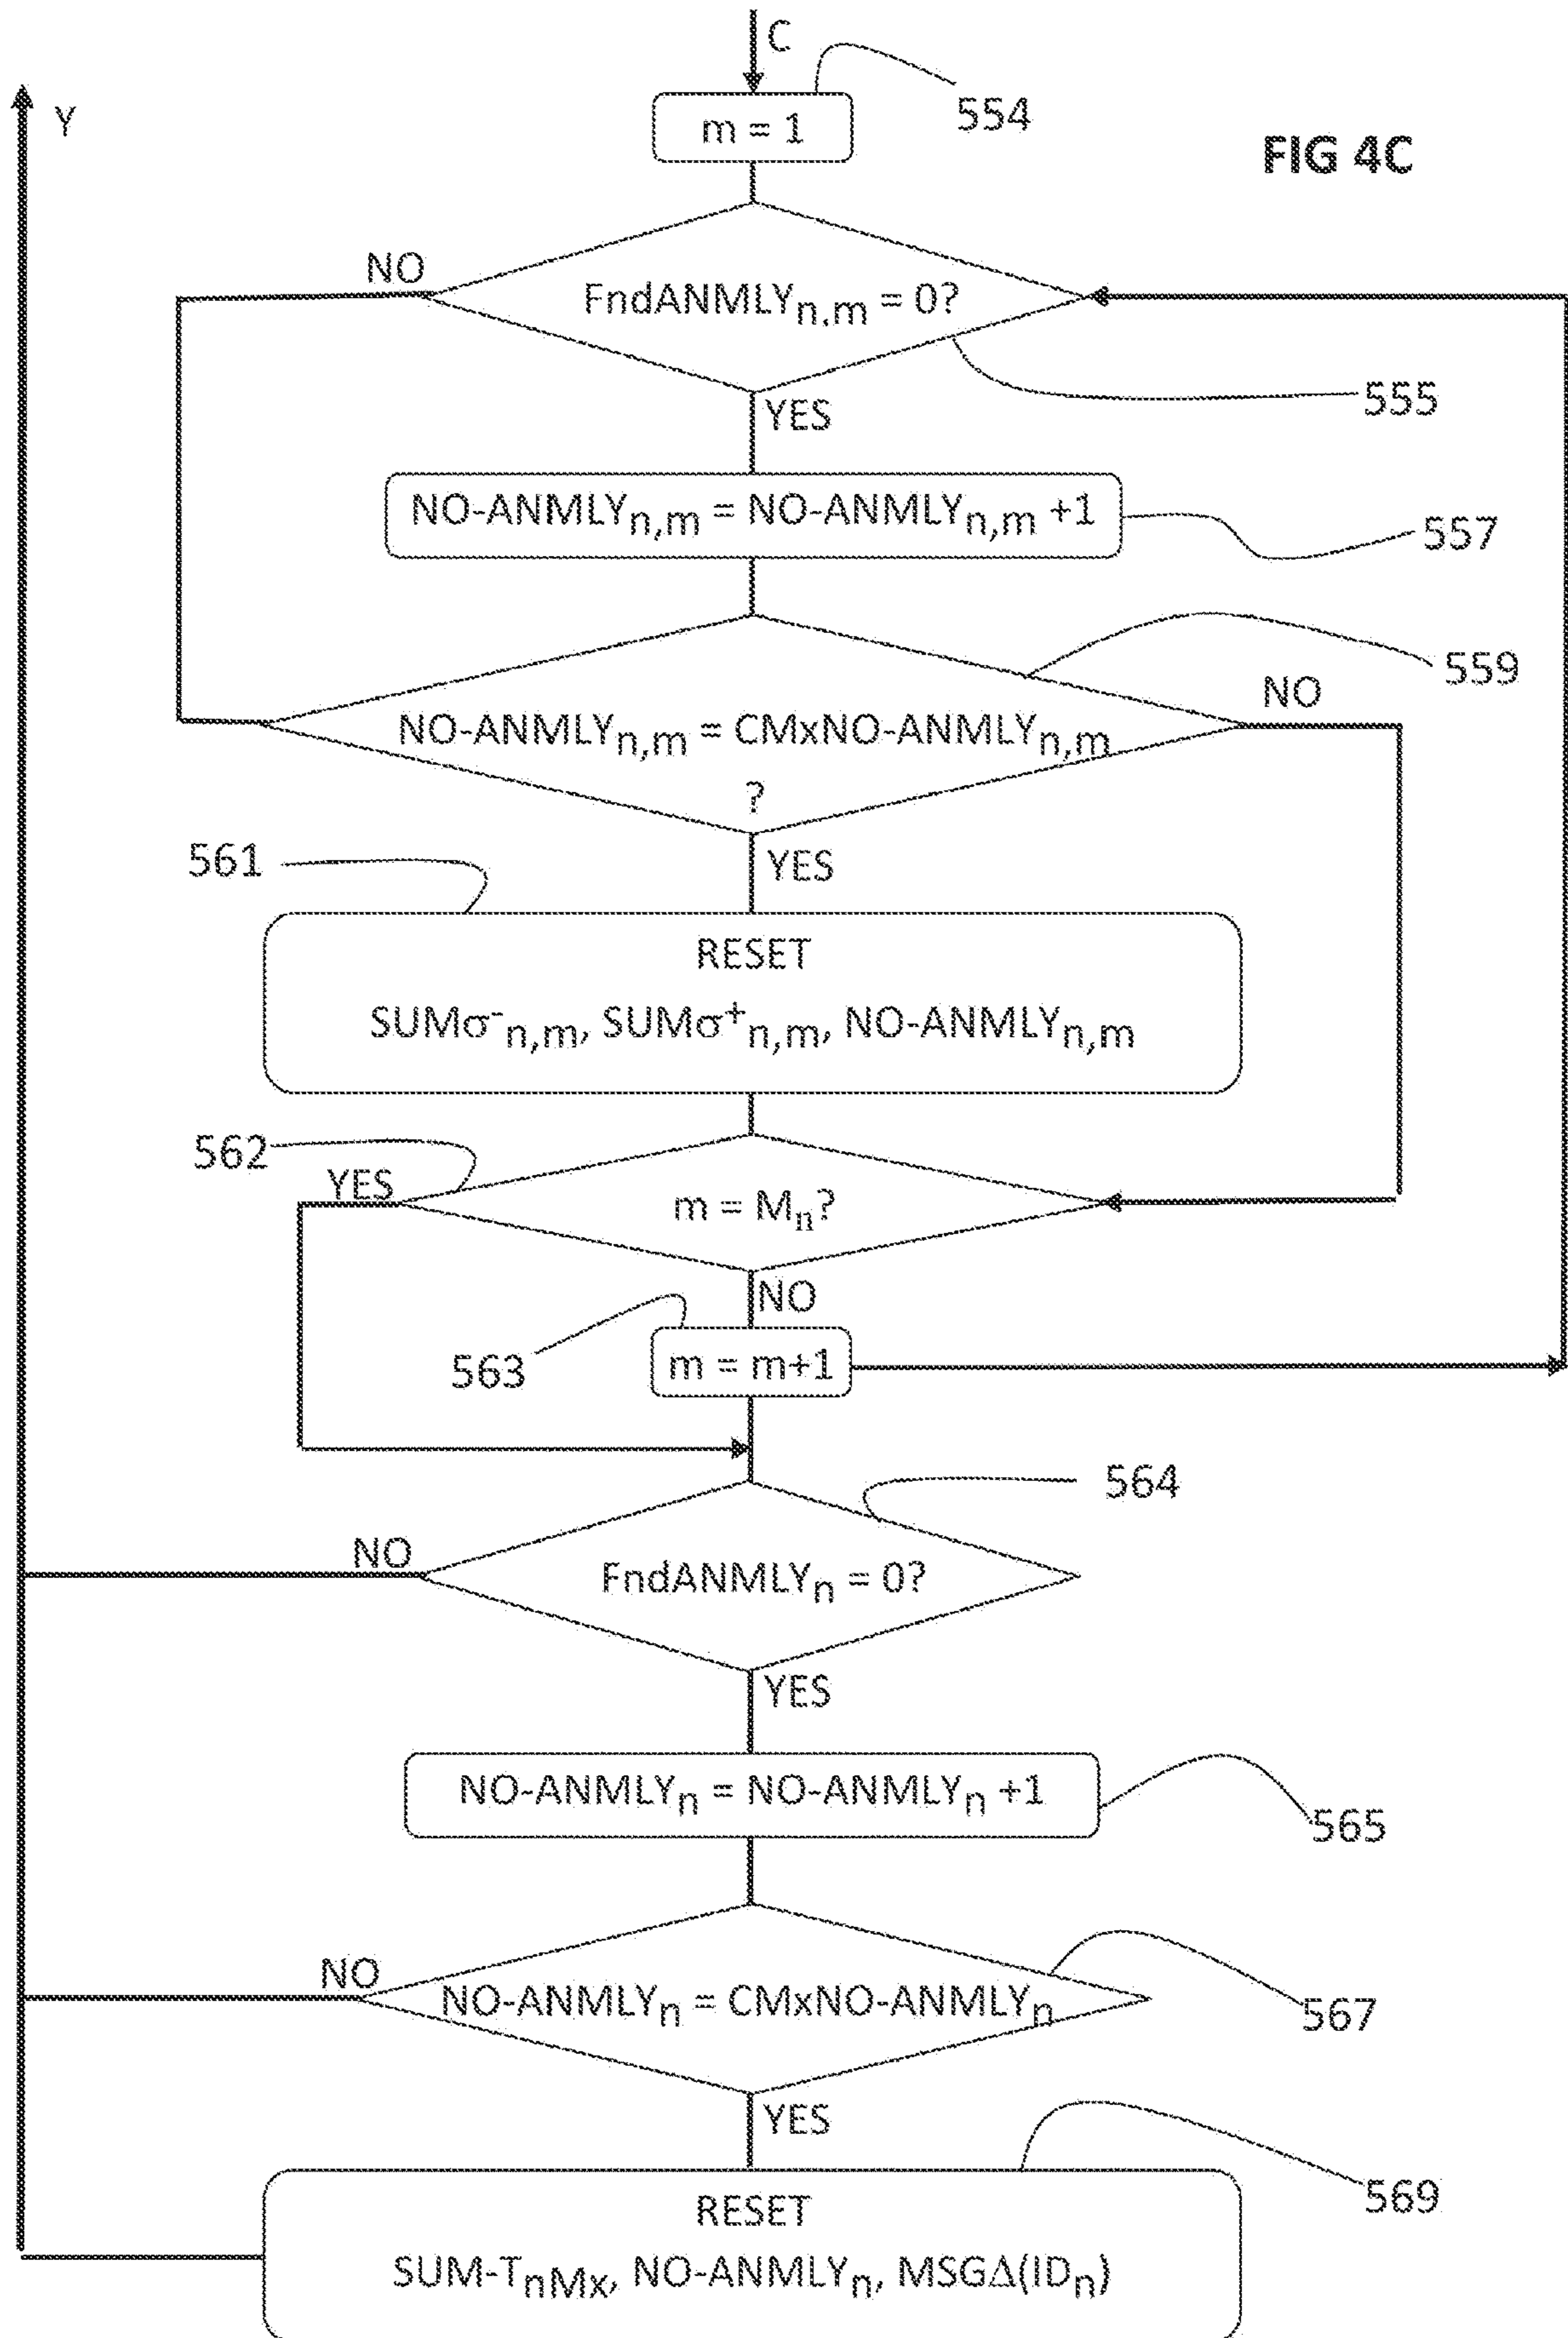 C
554
Y
m = 1
FIG 4C
NO
FndANMLYn,m = 0?
555
YES
NO-ANMLYn,m = NO-ANMLYn,m +1
557
559
NO
NO-ANMLYn,m = CMxNO-ANMLYn,m
?
561
YES
RESET
SUMσ-n,m, SUMσ+n,m, NO-ANMLYn,m
562
YES
m = Mn?
NO
563
m = m+1
564
NO
FndANMLYn = 0?
YES
NO-ANMLYn = NO-ANMLYn +1
565
NO
NO-ANMLYn = CMxNO-ANMLYn
567
YES
RESET
569
SUM-TnMx, NO-ANMLYn, MSGΔ(IDn)